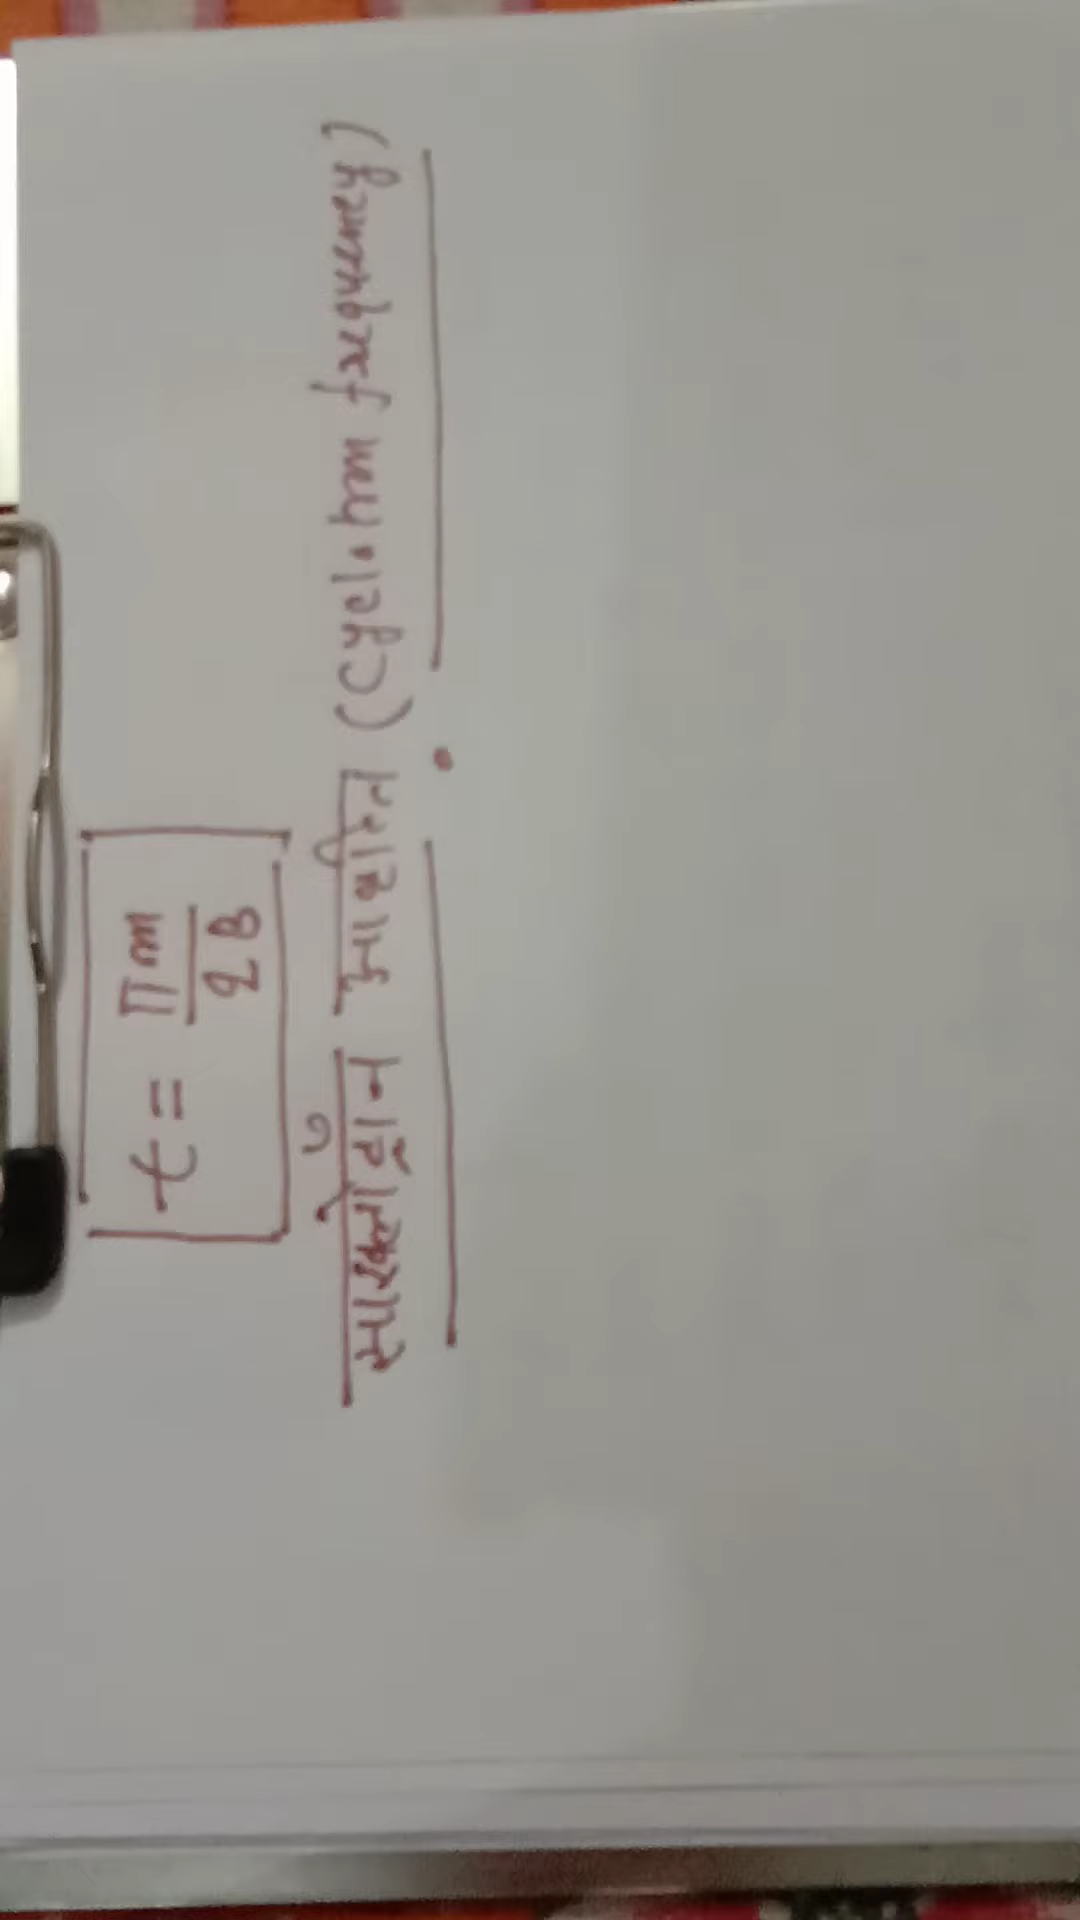 t = πm / qB
साइक्लोट्रॉन आवृत्ति (Cyclotron frequency)